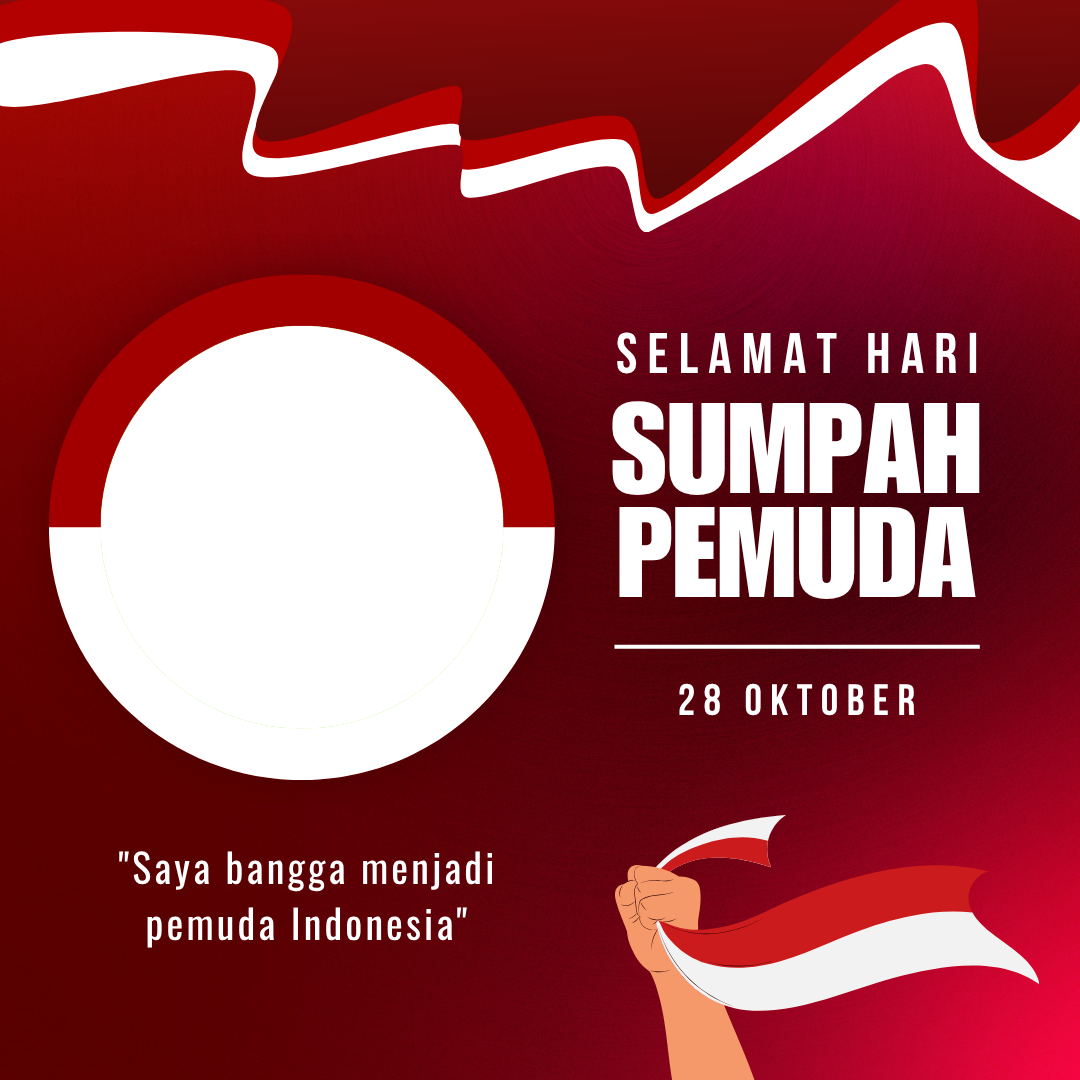 SELAMAT HARI
SUMPAH
PEMUDA
28 OKTOBER
"Saya bangga menjadi
pemuda Indonesia"